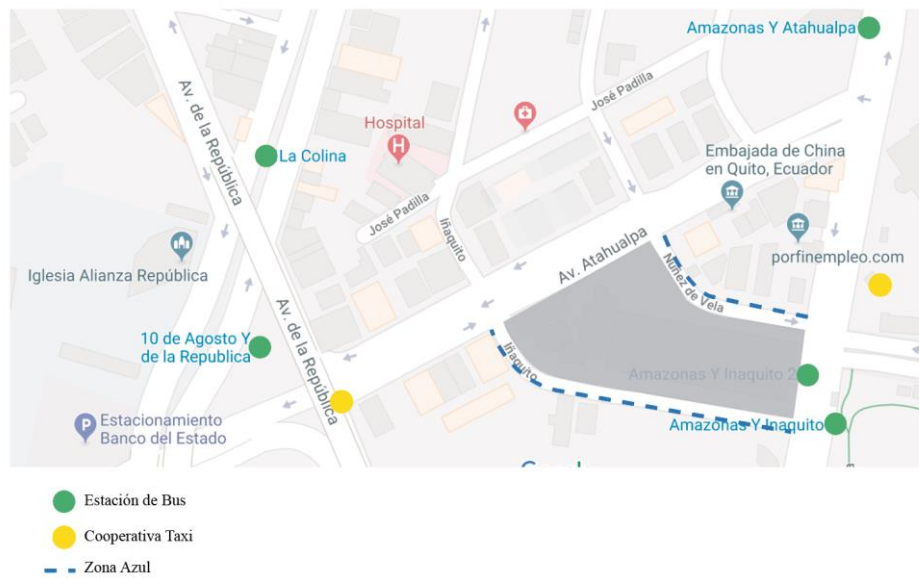 Amazonas Y Atahualpa
Av. de la República
José Padilla
Hospital
H
La Colina
Embajada de China
en Quito, Ecuador
José Padilla
Iñaquito
Av. Atahualpa
porfinempleo.com
Iglesia Alianza República
Núñez de Vela
Av. de la República
10 de Agosto Y
de la Republica
Iñaquito
Amazonas Y Inaquito 2
P
Estacionamiento
Banco del Estado
Amazonas Y Inaquito
Estación de Bus
Cooperativa Taxi
Zona Azul